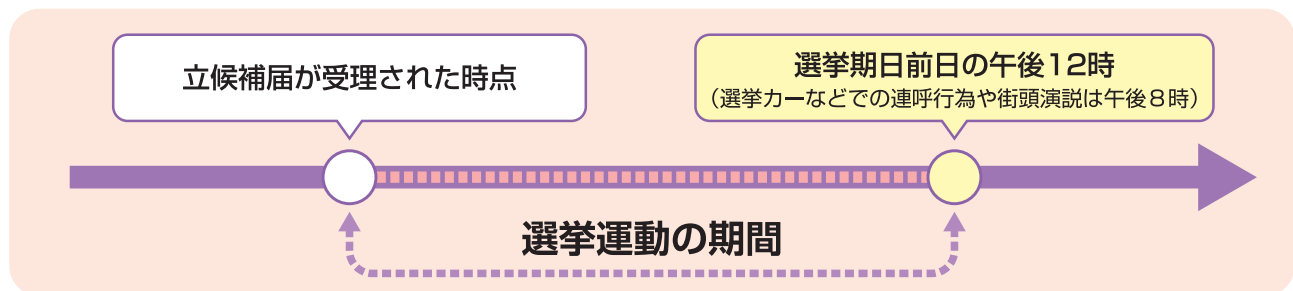 立候補届が受理された時点
選挙期日前日の午後12時
（選挙カーなどでの連呼行為や街頭演説は午後8時）
選挙運動の期間